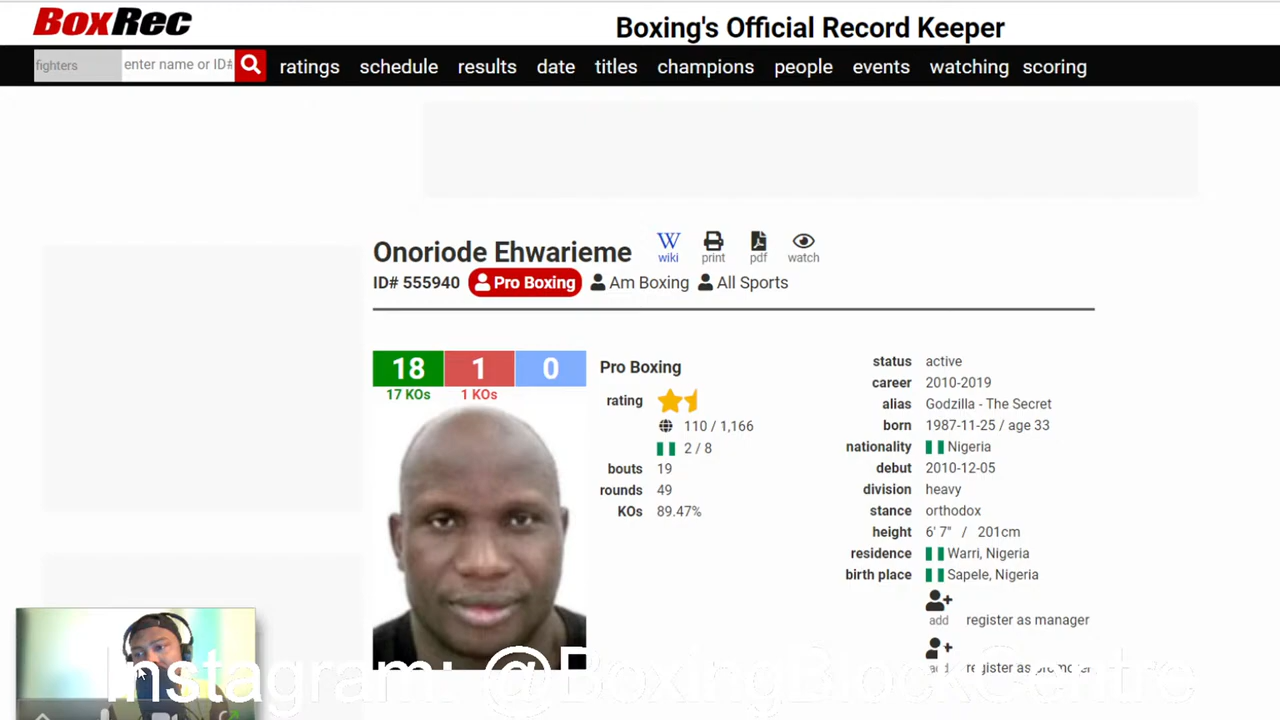 BoxRec
Boxing's Official Record Keeper
fighters
enter name or ID#
ratings schedule results date titles champions people events watching scoring
Onoriode Ehwarieme
W
wiki print pdf watch
ID# 555940 Pro Boxing Am Boxing All Sports
18 1 0
17 KOs 1 KOs
Pro Boxing
rating
110 / 1,166
2 / 8
bouts 19
rounds 49
KOs 89.47%
status active
career 2010-2019
alias Godzilla - The Secret
born 1987-11-25 / age 33
nationality Nigeria
debut 2010-12-05
division heavy
stance orthodox
height 6' 7" / 201cm
residence Warri, Nigeria
birth place Sapele, Nigeria
add register as manager
add register as promoter
Instagram: @BoxingBlockCentre